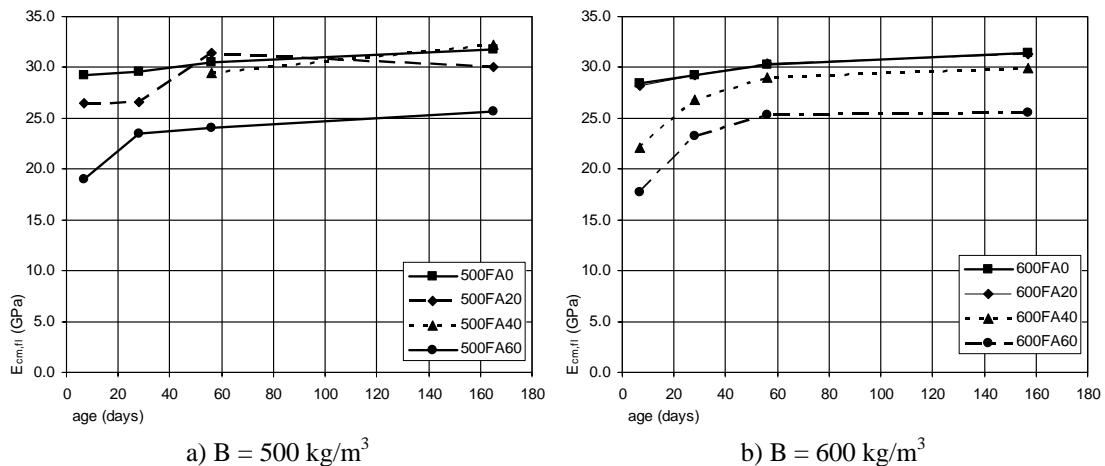 35.0
30.0
25.0
20.0
15.0
10.0
5.0
0.0
E cm,fl (GPa)
0 20 40 60 80 100 120 140 160 180
age (days)
500FA0
500FA20
500FA40
500FA60
a) B = 500 kg/m³
35.0
30.0
25.0
20.0
15.0
10.0
5.0
0.0
E cm,fl (GPa)
0 20 40 60 80 100 120 140 160 180
age (days)
600FA0
600FA20
600FA40
600FA60
b) B = 600 kg/m³